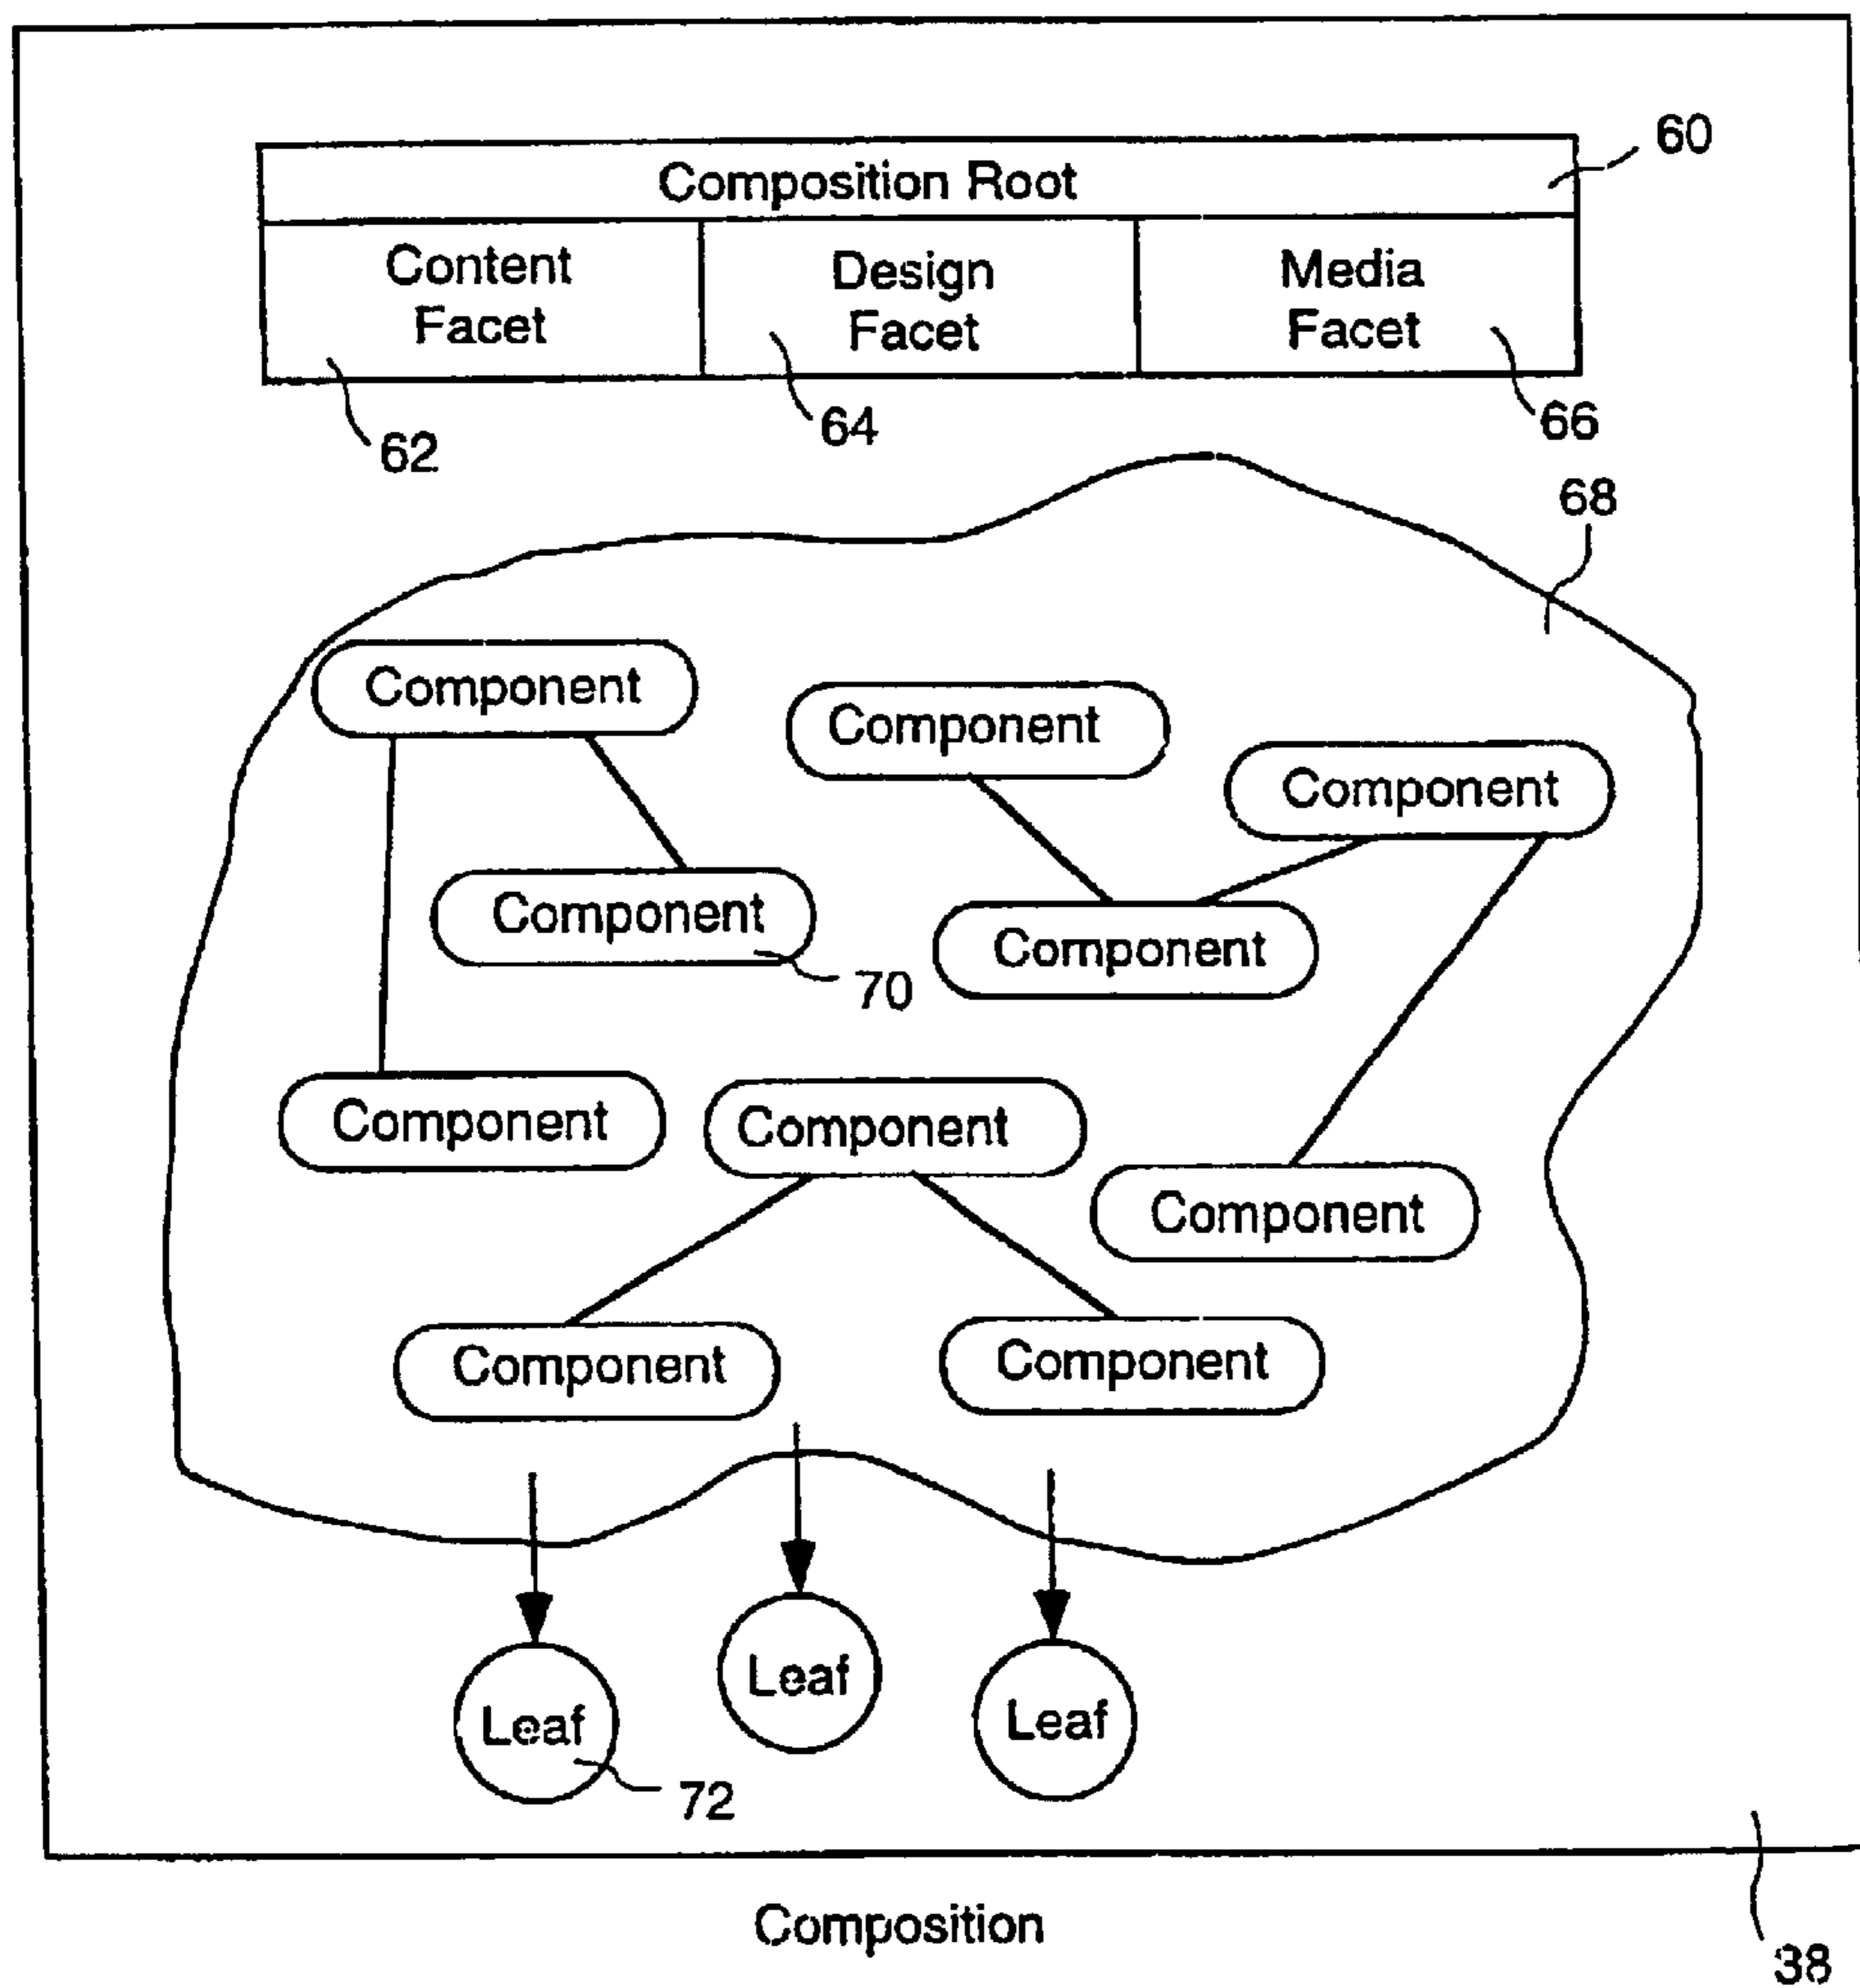 60
Composition Root
Content
Facet
Design
Facet
Media
Facet
62
64
66
68
Component
Component
Component
Component
Component
70
Component
Component
Component
Component
Component
Leaf
Leaf
Leaf
72
Composition
38